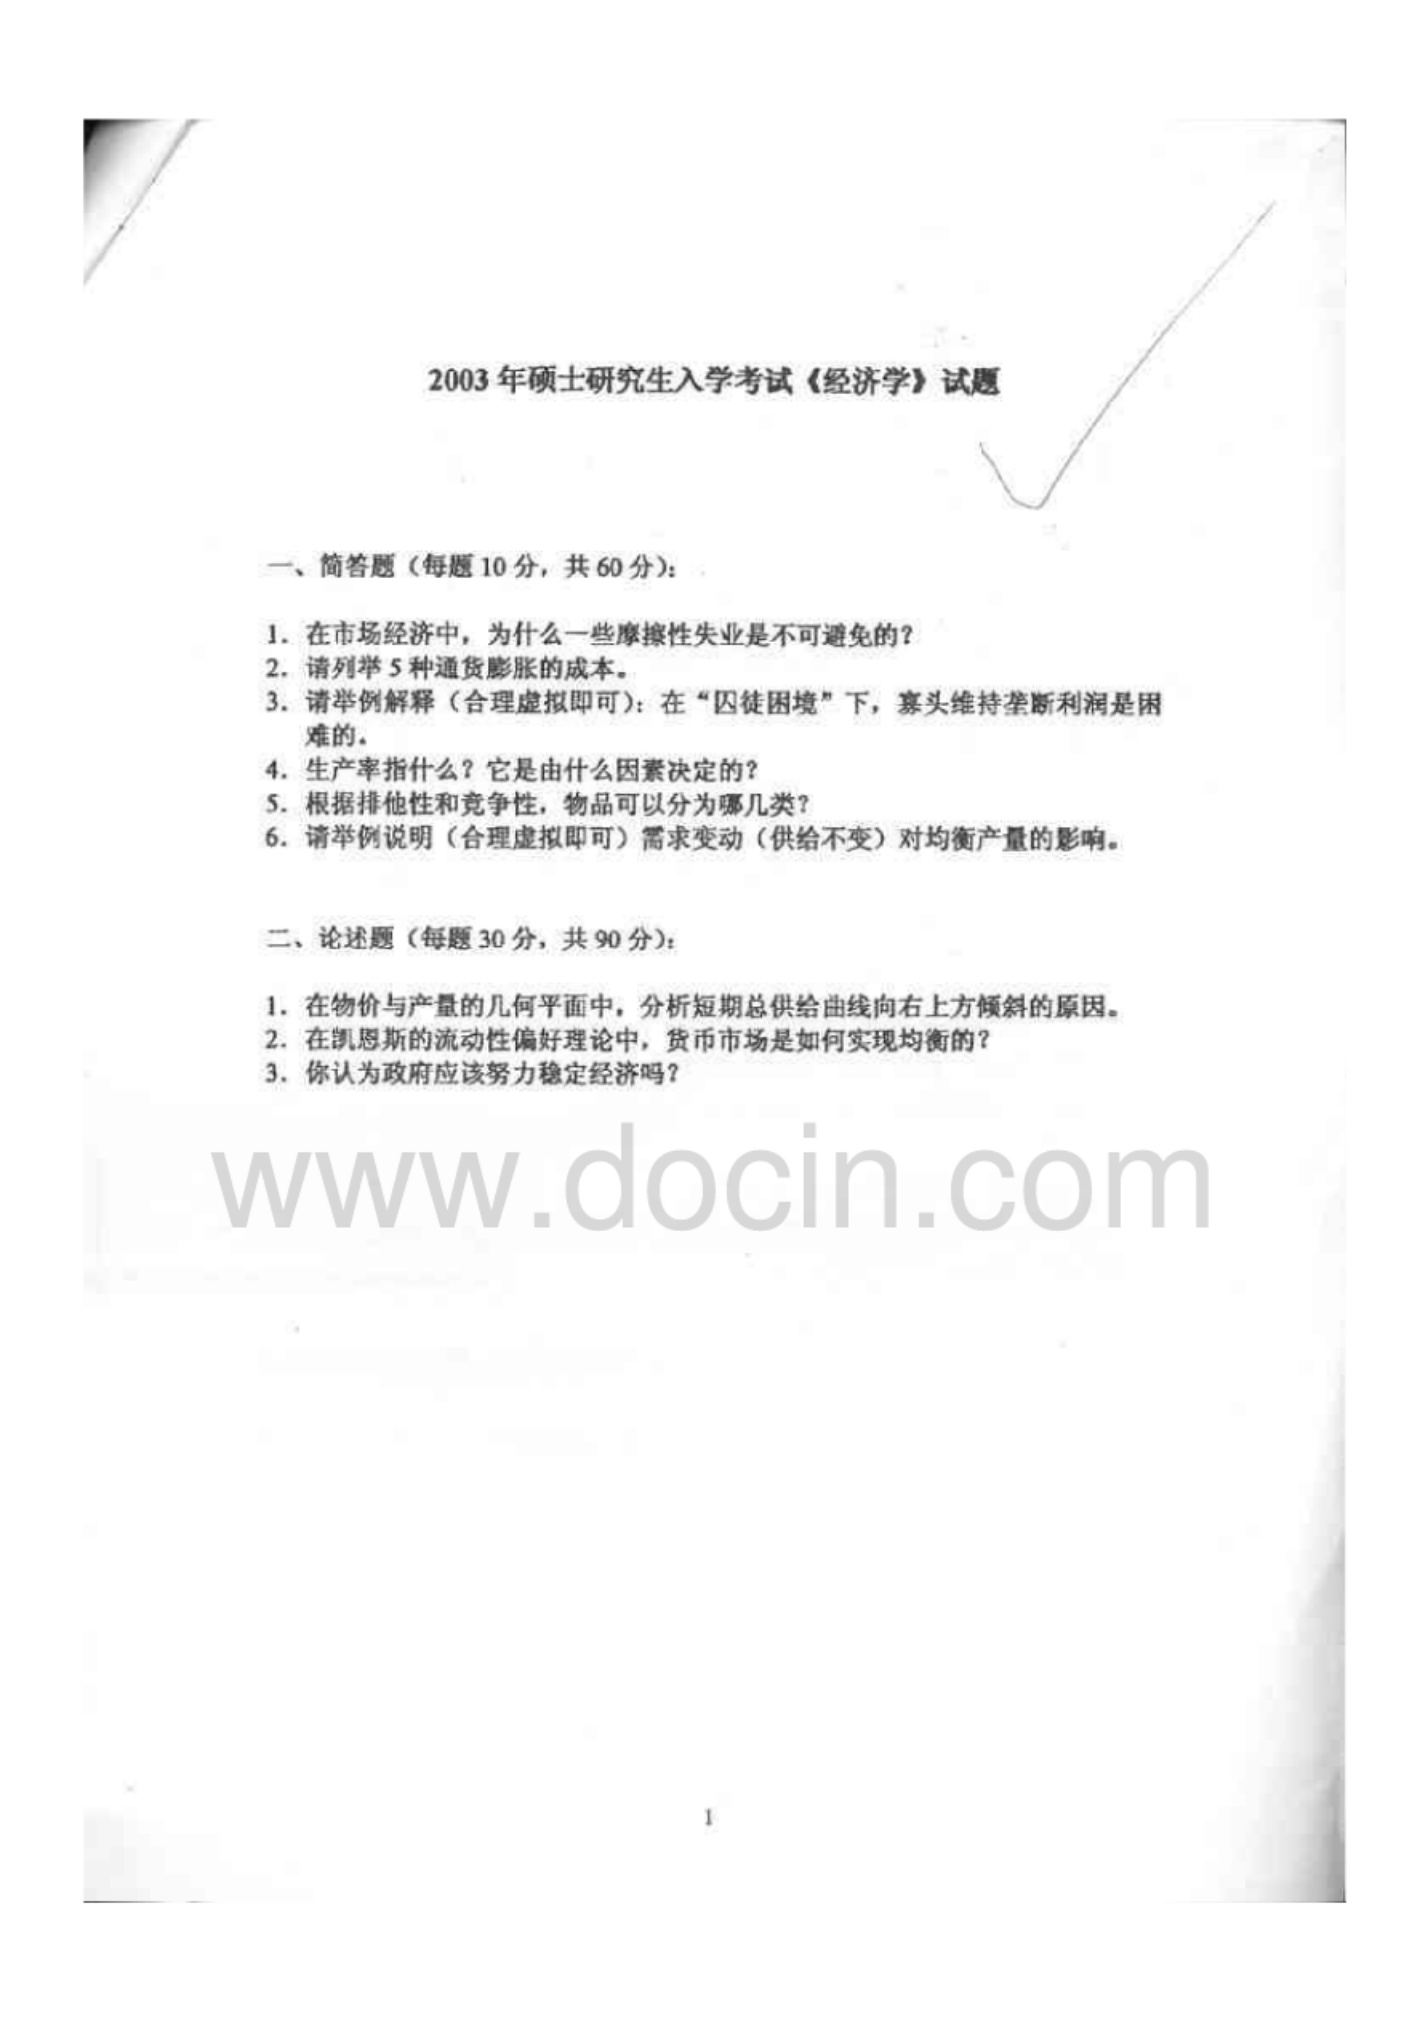 2003 年硕士研究生入学考试《经济学》试题
一、简答题（每题 10 分，共 60 分）：
1. 在市场经济中，为什么一些摩擦性失业是不可避免的？
2. 请列举 5 种通货膨胀的成本。
3. 请举例解释（合理虚拟即可）：在“囚徒困境”下，寡头维持垄断利润是困
难的。
4. 生产率指什么？它是由什么因素决定的？
5. 根据排他性和竞争性，物品可以分为哪几类？
6. 请举例说明（合理虚拟即可）需求变动（供给不变）对均衡产量的影响。
二、论述题（每题 30 分，共 90 分）：
1. 在物价与产量的几何平面中，分析短期总供给曲线向右上方倾斜的原因。
2. 在凯恩斯的流动性偏好理论中，货币市场是如何实现均衡的？
3. 你认为政府应该努力稳定经济吗？
www.docin.com
1